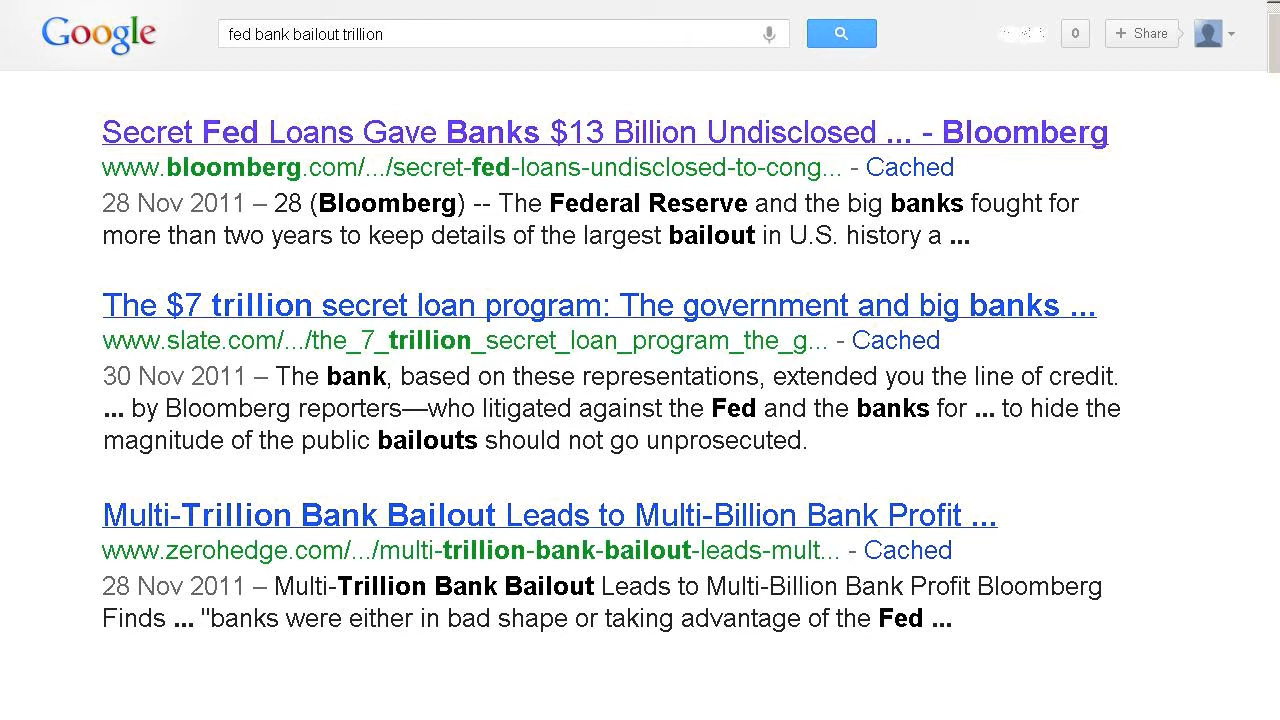 Google
fed bank bailout trillion
0
+ Share
Secret Fed Loans Gave Banks $13 Billion Undisclosed ... - Bloomberg
www.bloomberg.com/.../secret-fed-loans-undisclosed-to-cong... - Cached
28 Nov 2011 – 28 (Bloomberg) -- The Federal Reserve and the big banks fought for
more than two years to keep details of the largest bailout in U.S. history a ...
The $7 trillion secret loan program: The government and big banks ...
www.slate.com/.../the_7_trillion_secret_loan_program_the_g... - Cached
30 Nov 2011 – The bank, based on these representations, extended you the line of credit.
... by Bloomberg reporters—who litigated against the Fed and the banks for ... to hide the
magnitude of the public bailouts should not go unprosecuted.
Multi-Trillion Bank Bailout Leads to Multi-Billion Bank Profit ...
www.zerohedge.com/.../multi-trillion-bank-bailout-leads-mult... - Cached
28 Nov 2011 – Multi-Trillion Bank Bailout Leads to Multi-Billion Bank Profit Bloomberg
Finds ... "banks were either in bad shape or taking advantage of the Fed ...